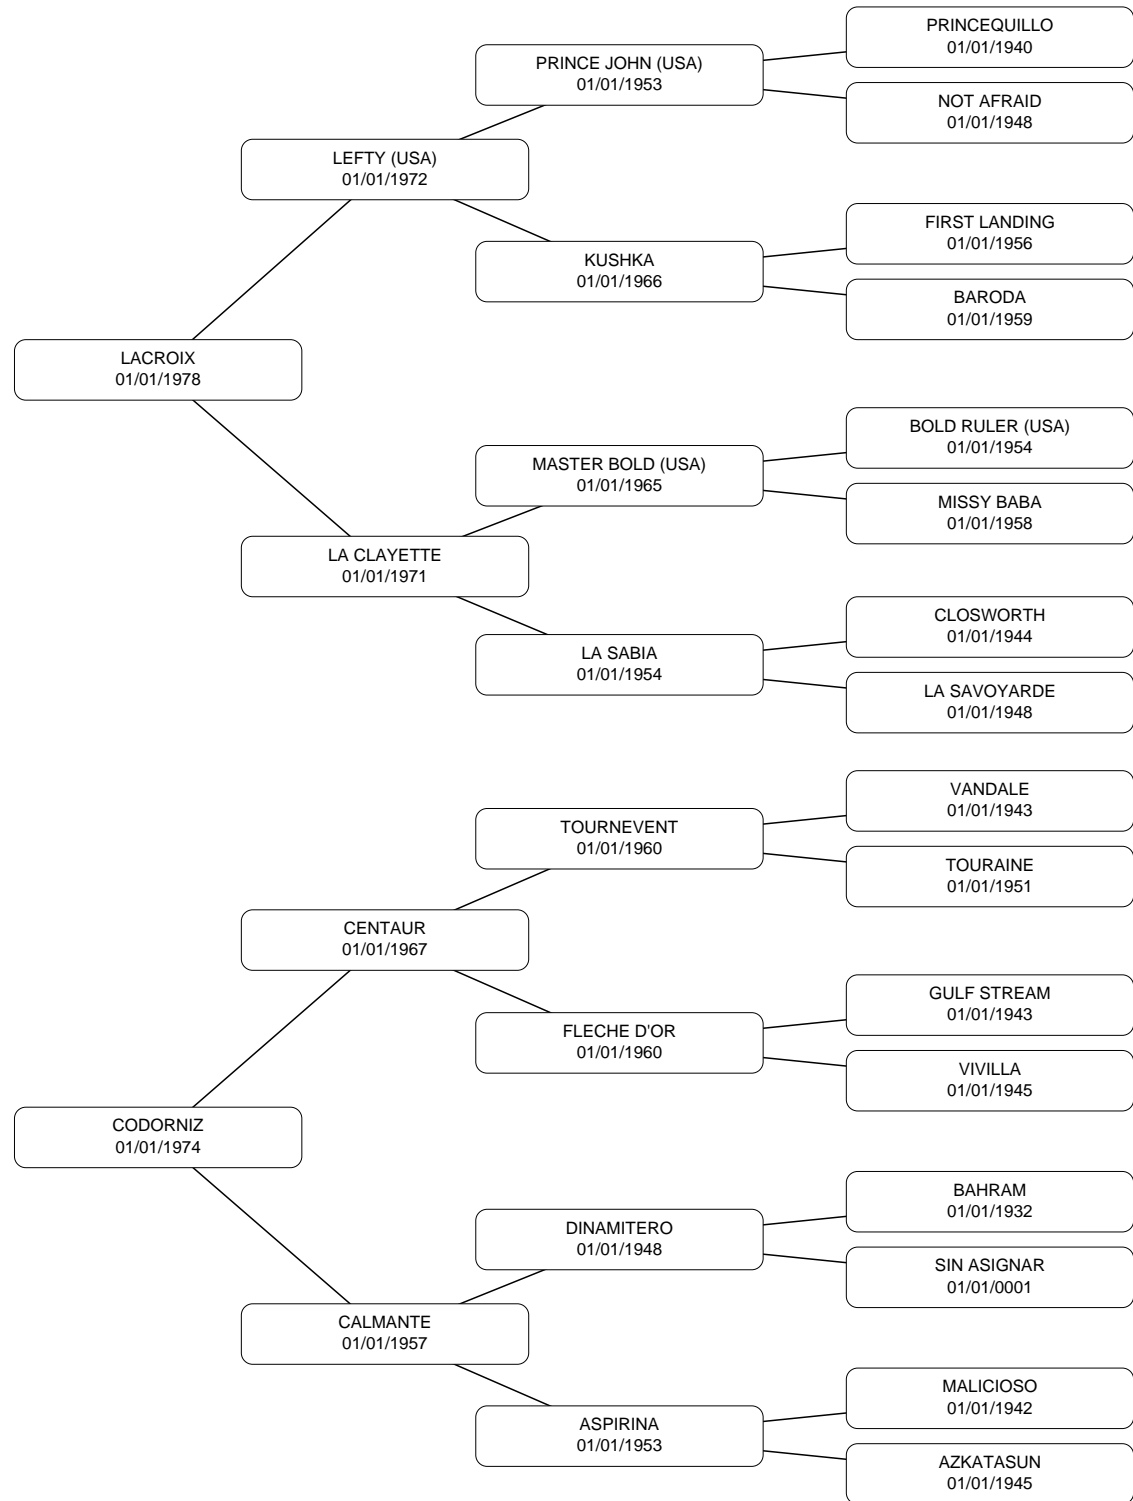 PRINCEQUILLO
01/01/1940
PRINCE JOHN (USA)
01/01/1953
NOT AFRAID
01/01/1948
LEFTY (USA)
01/01/1972
FIRST LANDING
01/01/1956
KUSHKA
01/01/1966
BARODA
01/01/1959
LACROIX
01/01/1978
BOLD RULER (USA)
01/01/1954
MASTER BOLD (USA)
01/01/1965
MISSY BABA
01/01/1958
LA CLAYETTE
01/01/1971
CLOSWORTH
01/01/1944
LA SABIA
01/01/1954
LA SAVOYARDE
01/01/1948
VANDALE
01/01/1943
TOURNEVENT
01/01/1960
TOURAINE
01/01/1951
CENTAUR
01/01/1967
GULF STREAM
01/01/1943
FLECHE D'OR
01/01/1960
VIVILLA
01/01/1945
CODORNIZ
01/01/1974
BAHRAM
01/01/1932
DINAMITERO
01/01/1948
SIN ASIGNAR
01/01/0001
CALMANTE
01/01/1957
MALICIOSO
01/01/1942
ASPIRINA
01/01/1953
AZKATASUN
01/01/1945